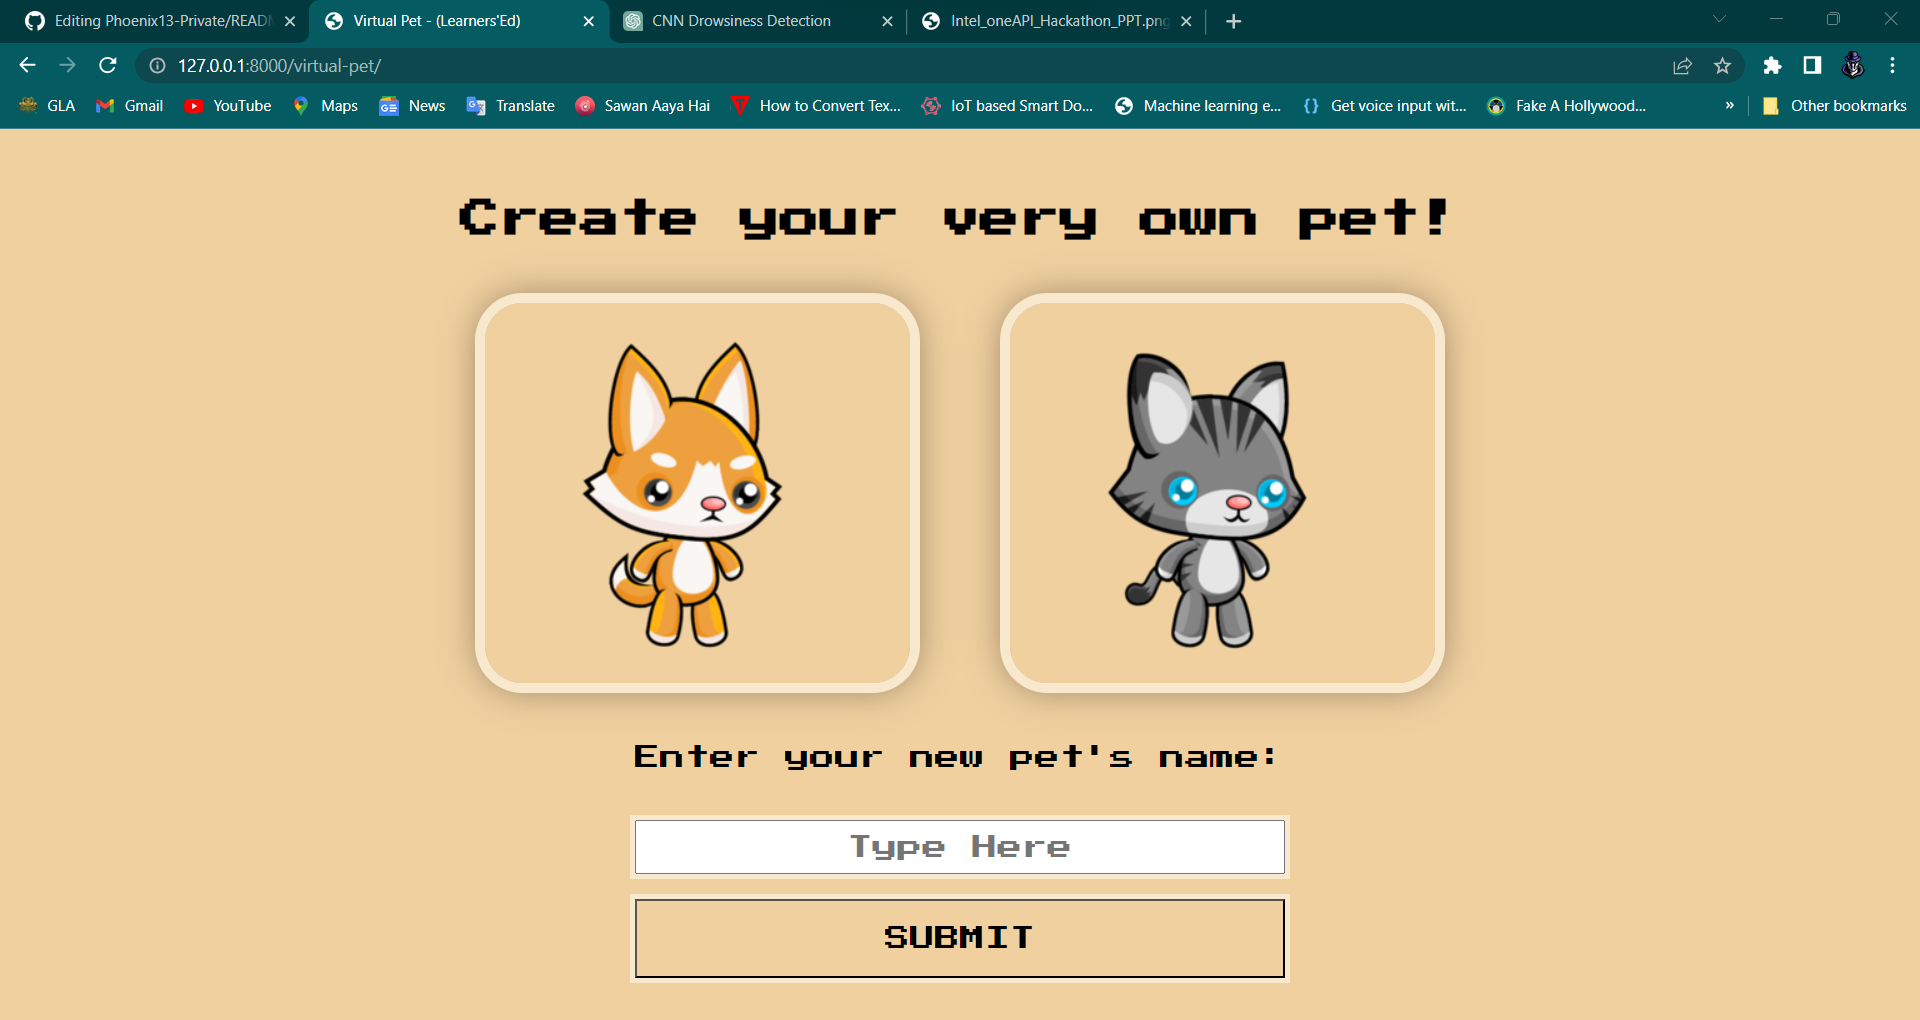 Editing Phoenix13-Private/READM
Virtual Pet - (Learners'Ed)
CNN Drowsiness Detection
Intel_oneAPI_Hackathon_PPT.png
127.0.0.1:8000/virtual-pet/
GLA
Gmail
YouTube
Maps
News
Translate
Sawan Aaya Hai
How to Convert Tex...
IoT based Smart Do...
Machine learning e...
Get voice input wit...
Fake A Hollywood...
»
Other bookmarks
Create your very own pet!
Enter your new pet's name:
Type Here
SUBMIT